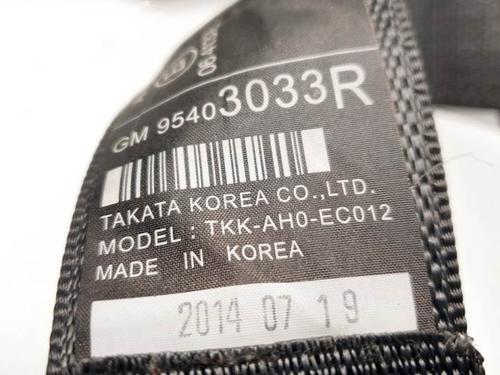 GM 95403033R
TAKATA KOREA CO.,LTD.
MODEL : TKK-AH0-EC012
MADE IN KOREA
2014 07 19